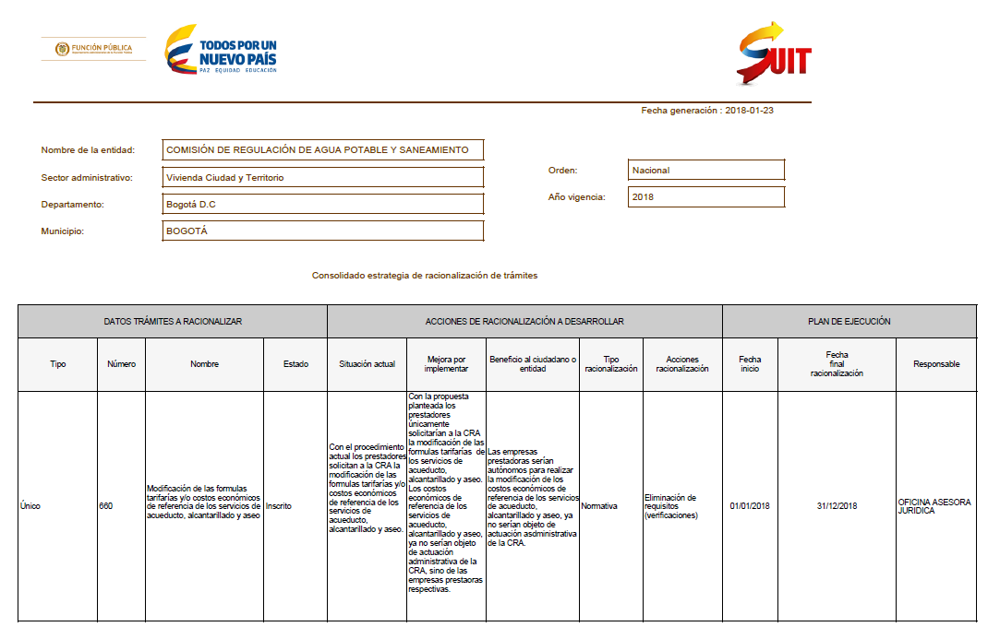 FUNCIÓN PÚBLICA
TODOS POR UN
NUEVO PAÍS
PAZ EQUIDAD EDUCACIÓN
SUIT
Fecha generación : 2018-01-23
Nombre de la entidad:
COMISIÓN DE REGULACIÓN DE AGUA POTABLE Y SANEAMIENTO
Sector administrativo:
Vivienda Ciudad y Territorio
Departamento:
Bogotá D.C
Municipio:
BOGOTÁ
Orden:
Nacional
Año vigencia:
2018
Consolidado estrategia de racionalización de trámites
DATOS TRÁMITES A RACIONALIZAR
ACCIONES DE RACIONALIZACIÓN A DESARROLLAR
PLAN DE EJECUCIÓN
Tipo
Número
Nombre
Estado
Situación actual
Mejora por
implementar
Beneficio al ciudadano o
entidad
Tipo
racionalización
Acciones
racionalización
Fecha
inicio
Fecha
final
racionalización
Responsable
Único
660
Modificación de las formulas
tarifarías y/o costos económicos
de referencia de los servicios de
acueducto, alcantarillado y aseo
Inscrito
Con el procedimiento
actual los prestadores
solicitan a la CRA la
modificación de las
formulas tarifarías y/o
costos económicos
de referencia de los
servicios de
acueducto,
alcantarillado y aseo.
Con la propuesta
planteada los
prestadores
únicamente
solicitarían a la CRA
la modificación de las
formulas tarifarías de
los servicios de
acueducto,
alcantarillado y aseo.
Los costos
económicos de
referencia de los
servicios de
acueducto,
alcantarillado y aseo,
ya no serían objeto
de actuación
administrativa de la
CRA, sino de las
empresas prestaoras
respectivas.
Las empresas
prestadoras serían
autónomos para realizar
la modificación de los
costos económicos de
referencia de los servicios
de acueducto,
alcantarillado y aseo, ya
no serían objeto de
actuación asdministrativa
de la CRA.
Normativa
Eliminación de
requisitos
(verificaciones)
01/01/2018
31/12/2018
OFICINA ASESORA
JURIDICA